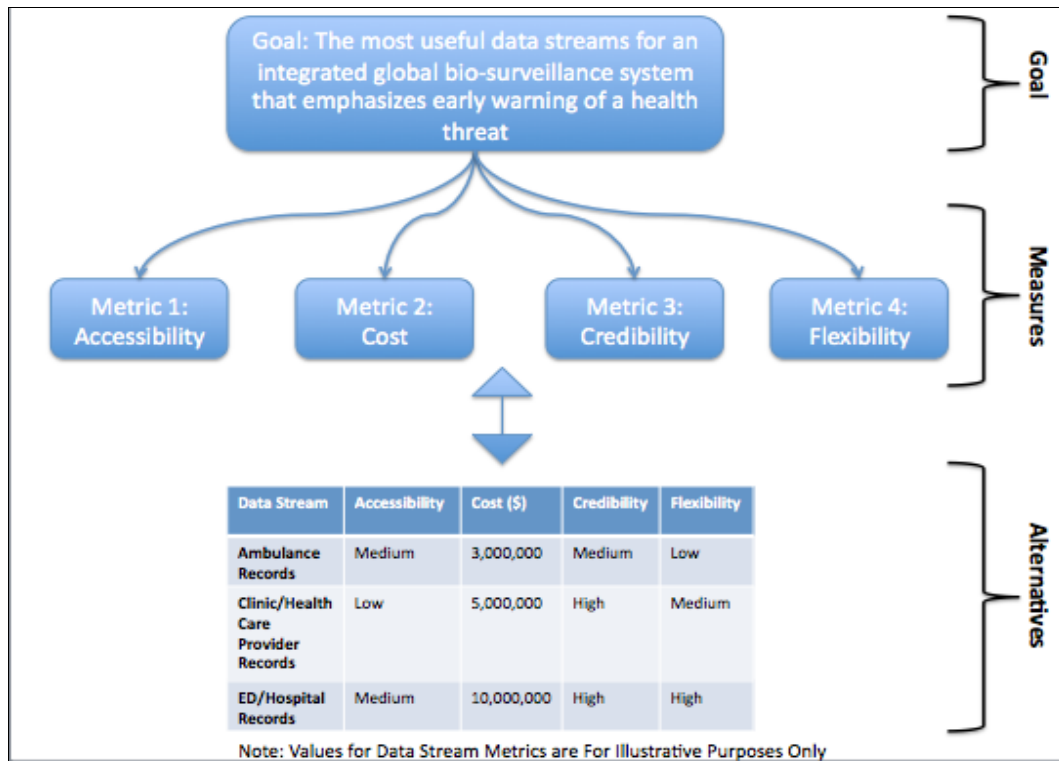 Goal: The most useful data streams for an
integrated global bio-surveillance system
that emphasizes early warning of a health
threat
Goal
Metric 1:
Accessibility
Metric 2:
Cost
Metric 3:
Credibility
Metric 4:
Flexibility
Measures
Data Stream Accessibility Cost ($) Credibility Flexibility
Ambulance Medium 3,000,000 Medium Low
Records
Clinic/Health Low 5,000,000 High Medium
Care
Provider
Records
ED/Hospital Medium 10,000,000 High High
Records
Alternatives
Note: Values for Data Stream Metrics are For Illustrative Purposes Only